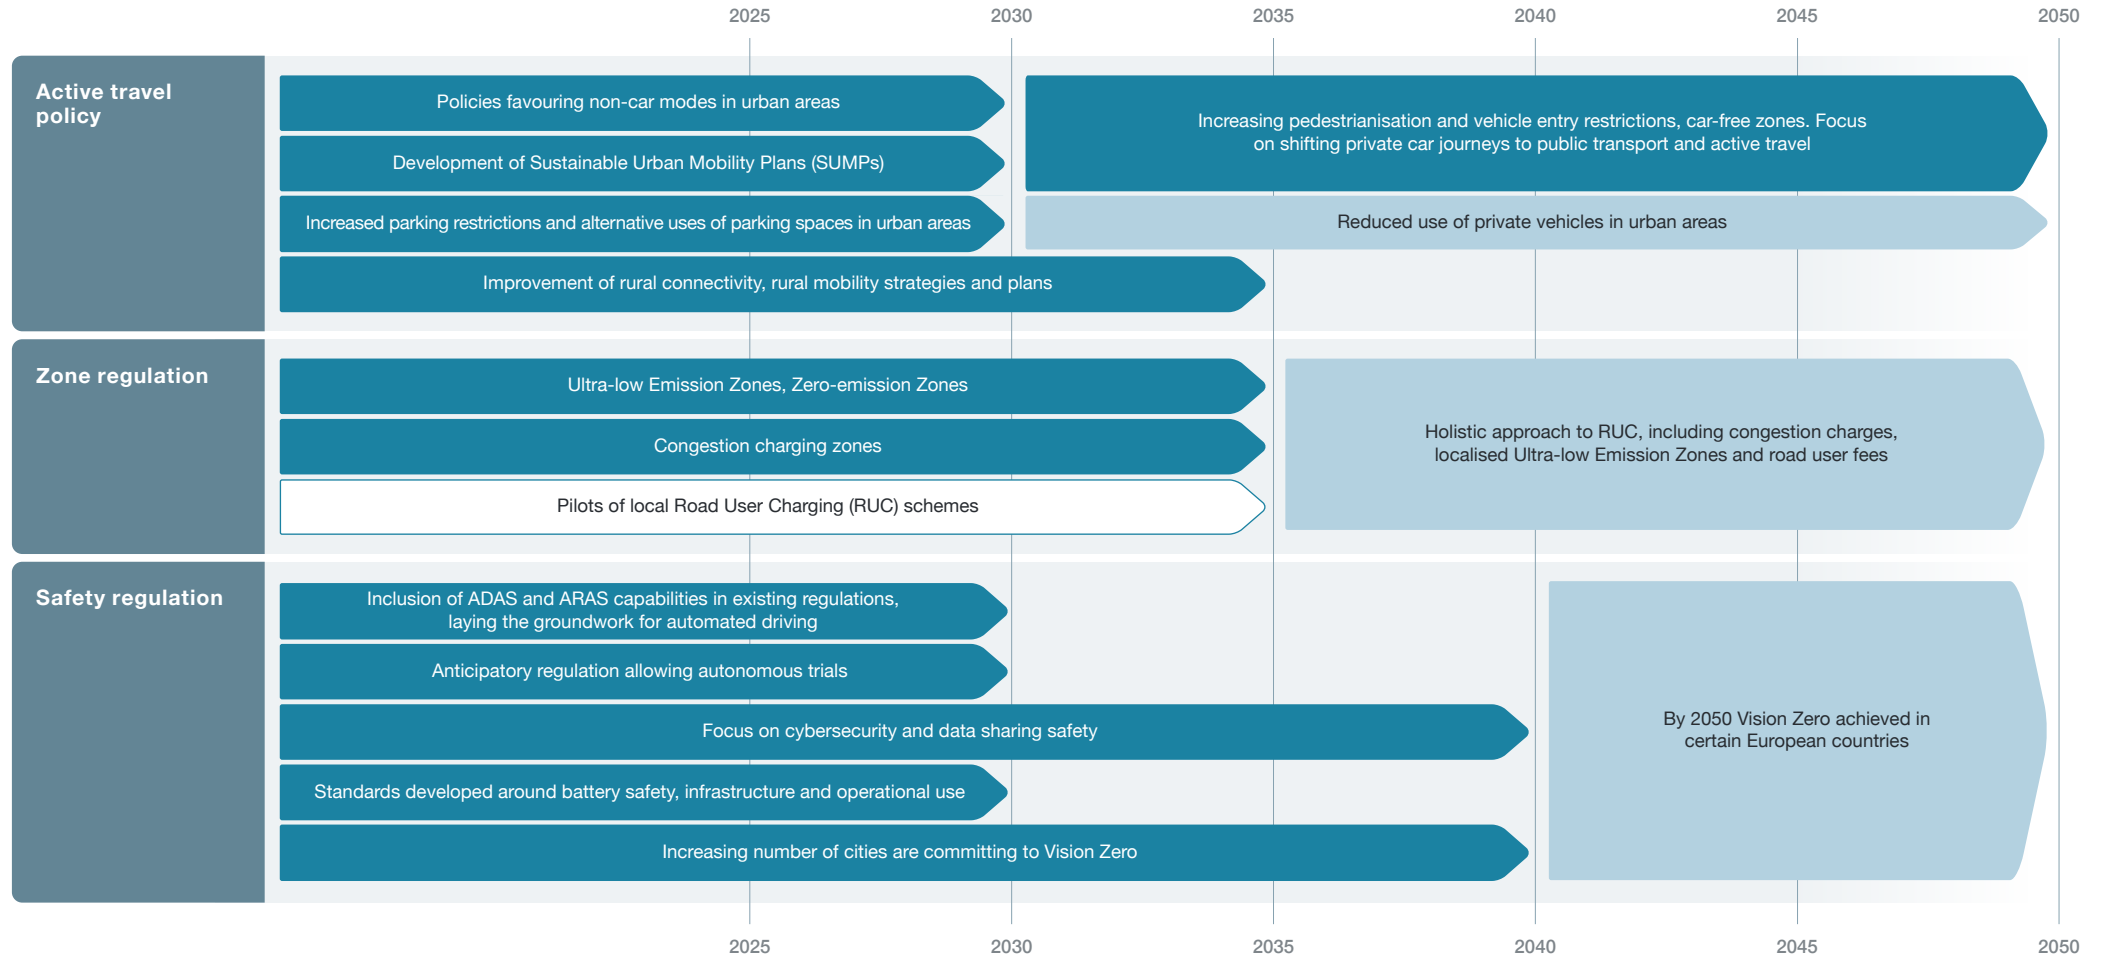 2025 2030 2035 2040 2045 2050
Active travel
policy
Policies favouring non-car modes in urban areas
Development of Sustainable Urban Mobility Plans (SUMPs)
Increased parking restrictions and alternative uses of parking spaces in urban areas
Improvement of rural connectivity, rural mobility strategies and plans
Increasing pedestrianisation and vehicle entry restrictions, car-free zones. Focus
on shifting private car journeys to public transport and active travel
Reduced use of private vehicles in urban areas
Zone regulation
Ultra-low Emission Zones, Zero-emission Zones
Congestion charging zones
Pilots of local Road User Charging (RUC) schemes
Holistic approach to RUC, including congestion charges,
localised Ultra-low Emission Zones and road user fees
Safety regulation
Inclusion of ADAS and ARAS capabilities in existing regulations,
laying the groundwork for automated driving
Anticipatory regulation allowing autonomous trials
Focus on cybersecurity and data sharing safety
Standards developed around battery safety, infrastructure and operational use
Increasing number of cities are committing to Vision Zero
By 2050 Vision Zero achieved in
certain European countries
2025 2030 2035 2040 2045 2050